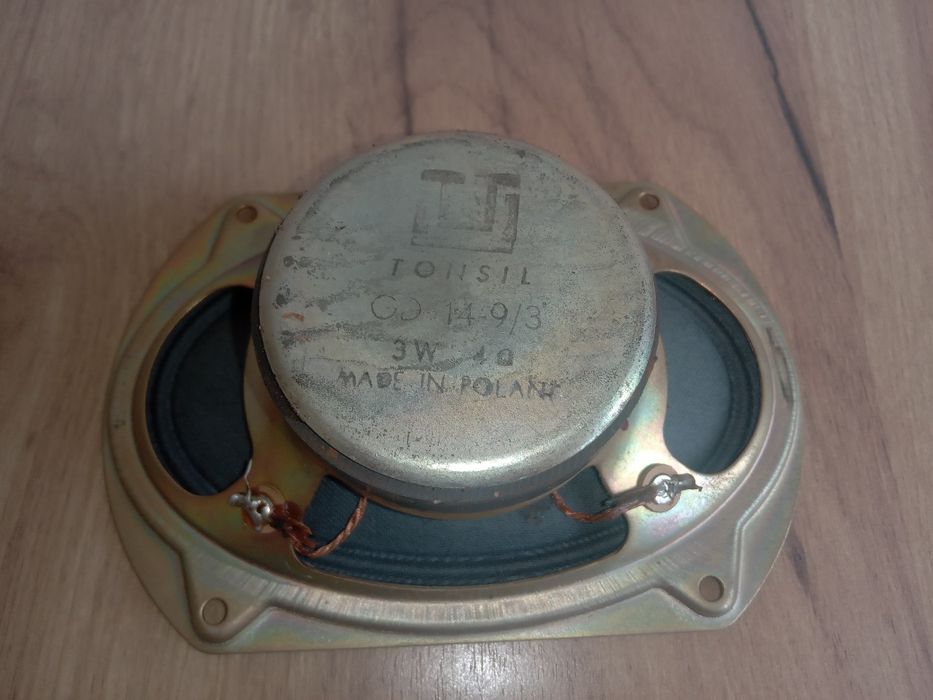 TONSIL
GD 14-9/3
3W 4Ω
MADE IN POLAND